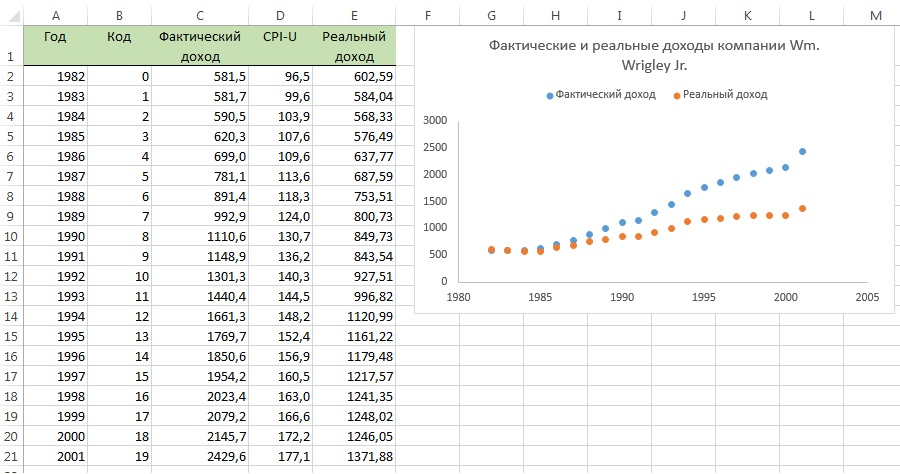 A B C D E F G H I J K L M
1 Год Код Фактический доход CPI-U Реальный доход
2 1982 0 581,5 96,5 602,59
3 1983 1 581,7 99,6 584,04
4 1984 2 590,5 103,9 568,33
5 1985 3 620,3 107,6 576,49
6 1986 4 699,0 109,6 637,77
7 1987 5 781,1 113,6 687,59
8 1988 6 891,4 118,3 753,51
9 1989 7 992,9 124,0 800,73
10 1990 8 1110,6 130,7 849,73
11 1991 9 1148,9 136,2 843,54
12 1992 10 1301,3 140,3 927,51
13 1993 11 1440,4 144,5 996,82
14 1994 12 1661,3 148,2 1120,99
15 1995 13 1769,7 152,4 1161,22
16 1996 14 1850,6 156,9 1179,48
17 1997 15 1954,2 160,5 1217,57
18 1998 16 2023,4 163,0 1241,35
19 1999 17 2079,2 166,6 1248,02
20 2000 18 2145,7 172,2 1246,05
21 2001 19 2429,6 177,1 1371,88
Фактические и реальные доходы компании Wm.
Wrigley Jr.
Фактический доход Реальный доход
3000
2500
2000
1500
1000
500
0
1980 1985 1990 1995 2000 2005